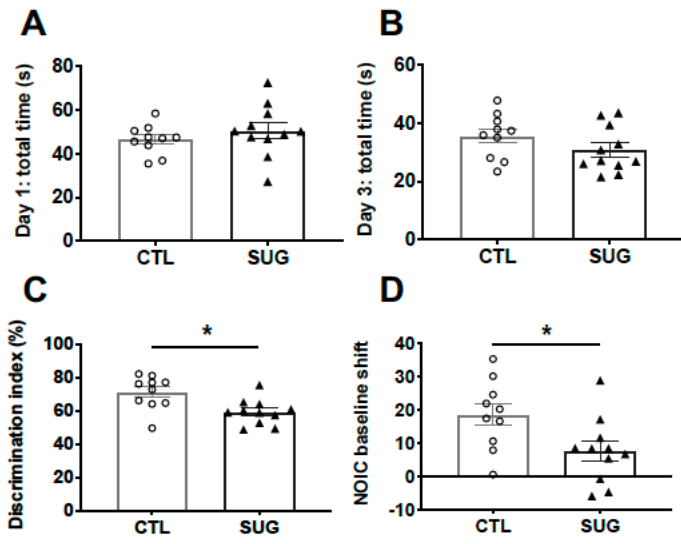 A
Day 1: total time (s)
80
60
40
20
0
CTL
SUG
B
Day 3: total time (s)
60
40
20
0
CTL
SUG
C
Discrimination index (%)
100
80
60
40
20
0
*
CTL
SUG
D
NOIC baseline shift
40
30
20
10
0
-10
*
CTL
SUG